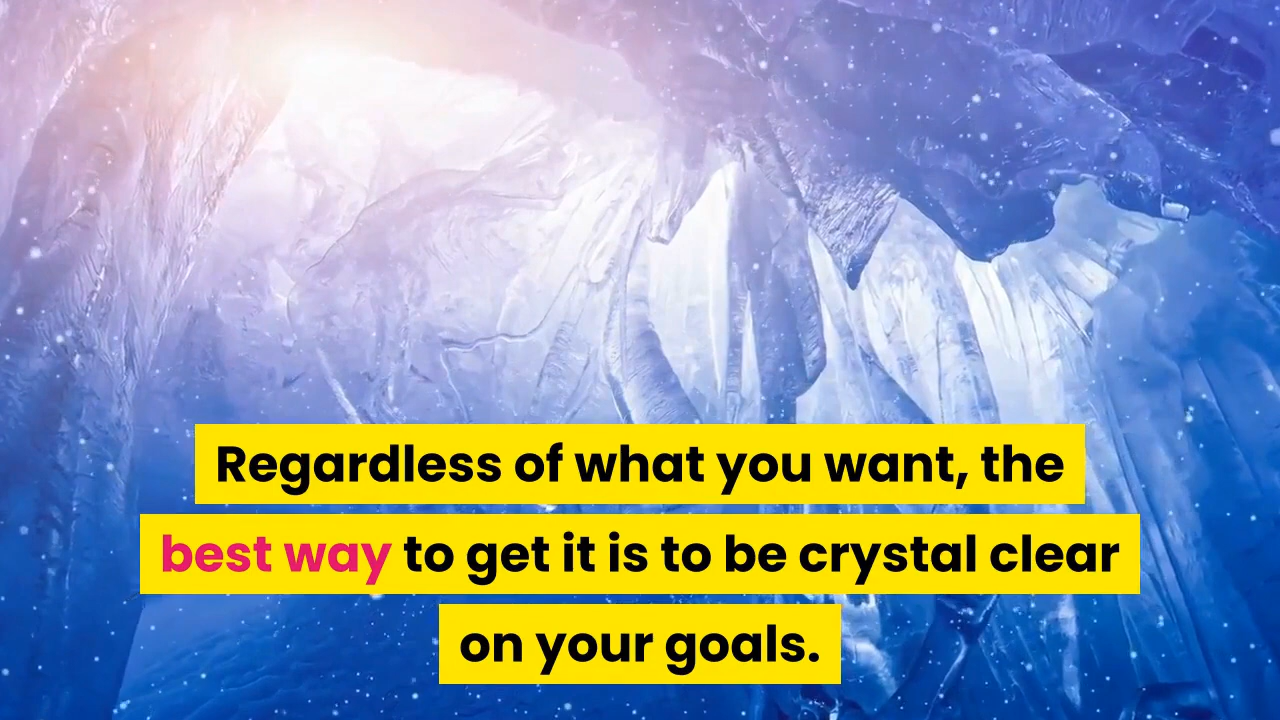 Regardless of what you want, the
best way to get it is to be crystal clear
on your goals.